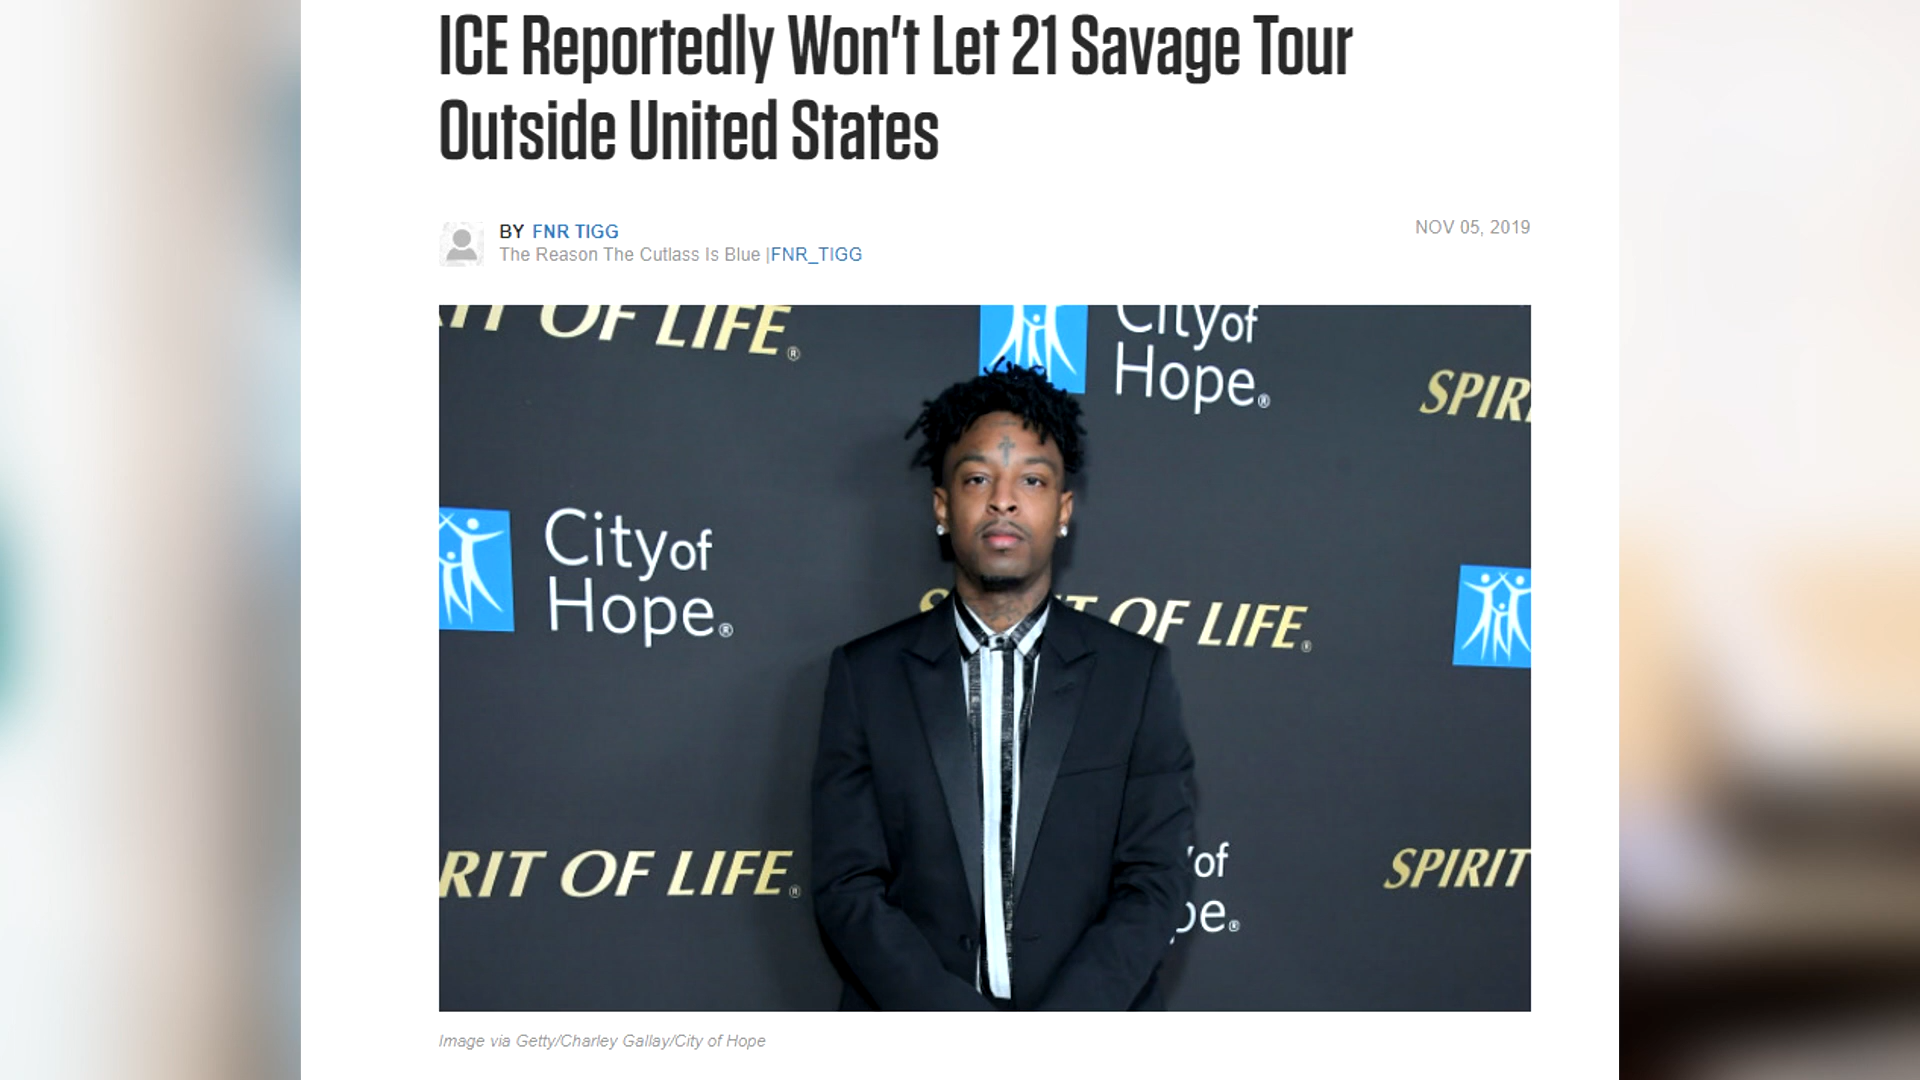 ICE Reportedly Won't Let 21 Savage Tour
Outside United States
BY FNR TIGG
NOV 05, 2019
The Reason The Cutlass Is Blue |FNR_TIGG
IT OF LIFE®
City of
Hope®
SPIR
City of
Hope®
S T OF LIFE®
RIT OF LIFE®
of
pe®
SPIRIT
Image via Getty/Charley Gallay/City of Hope